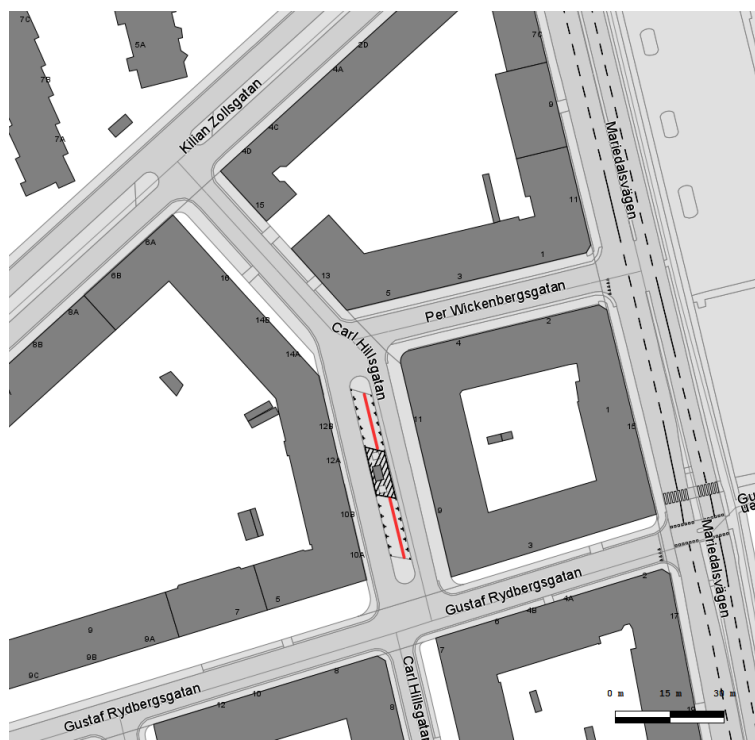 7C
5A
2D
7C
4A
7B
Kilian Zollsgatan
9
4C
7A
4D
Mariedalsvägen
15
11
6A
1
6B
16
13
3
5
8A
Per Wickenbergsgatan
14B
2
Carl Hillsgatan
8B
4
14A
1
11
12B
15
12A
9
10B
3
10A
2
5
Gustaf Rydbergsgatan
4A
7
4B
9
6
17
9A
7
9B
8
Mariedalsvägen
9C
10
Carl Hillsgatan
12
8
Gustaf Rydbergsgatan
0 m 15 m 30 m
19